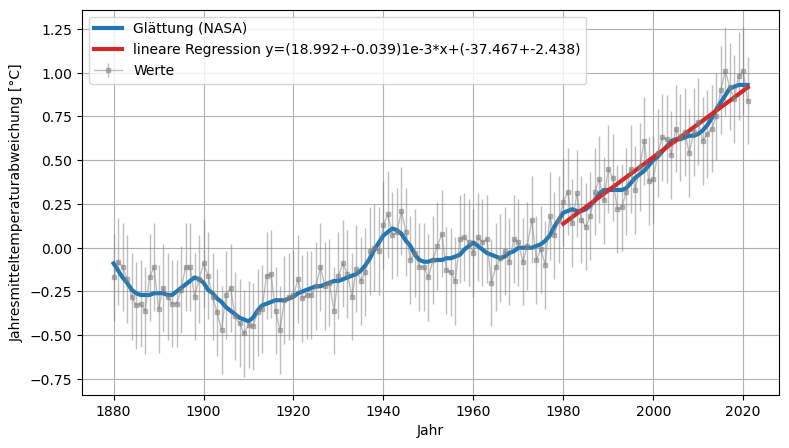 Glättung (NASA)
lineare Regression y=(18.992+-0.039)1e-3*x+(-37.467+-2.438)
Werte
Jahresmitteltemperaturabweichung [°C]
1.25
1.00
0.75
0.50
0.25
0.00
−0.25
−0.50
−0.75
1880 1900 1920 1940 1960 1980 2000 2020
Jahr